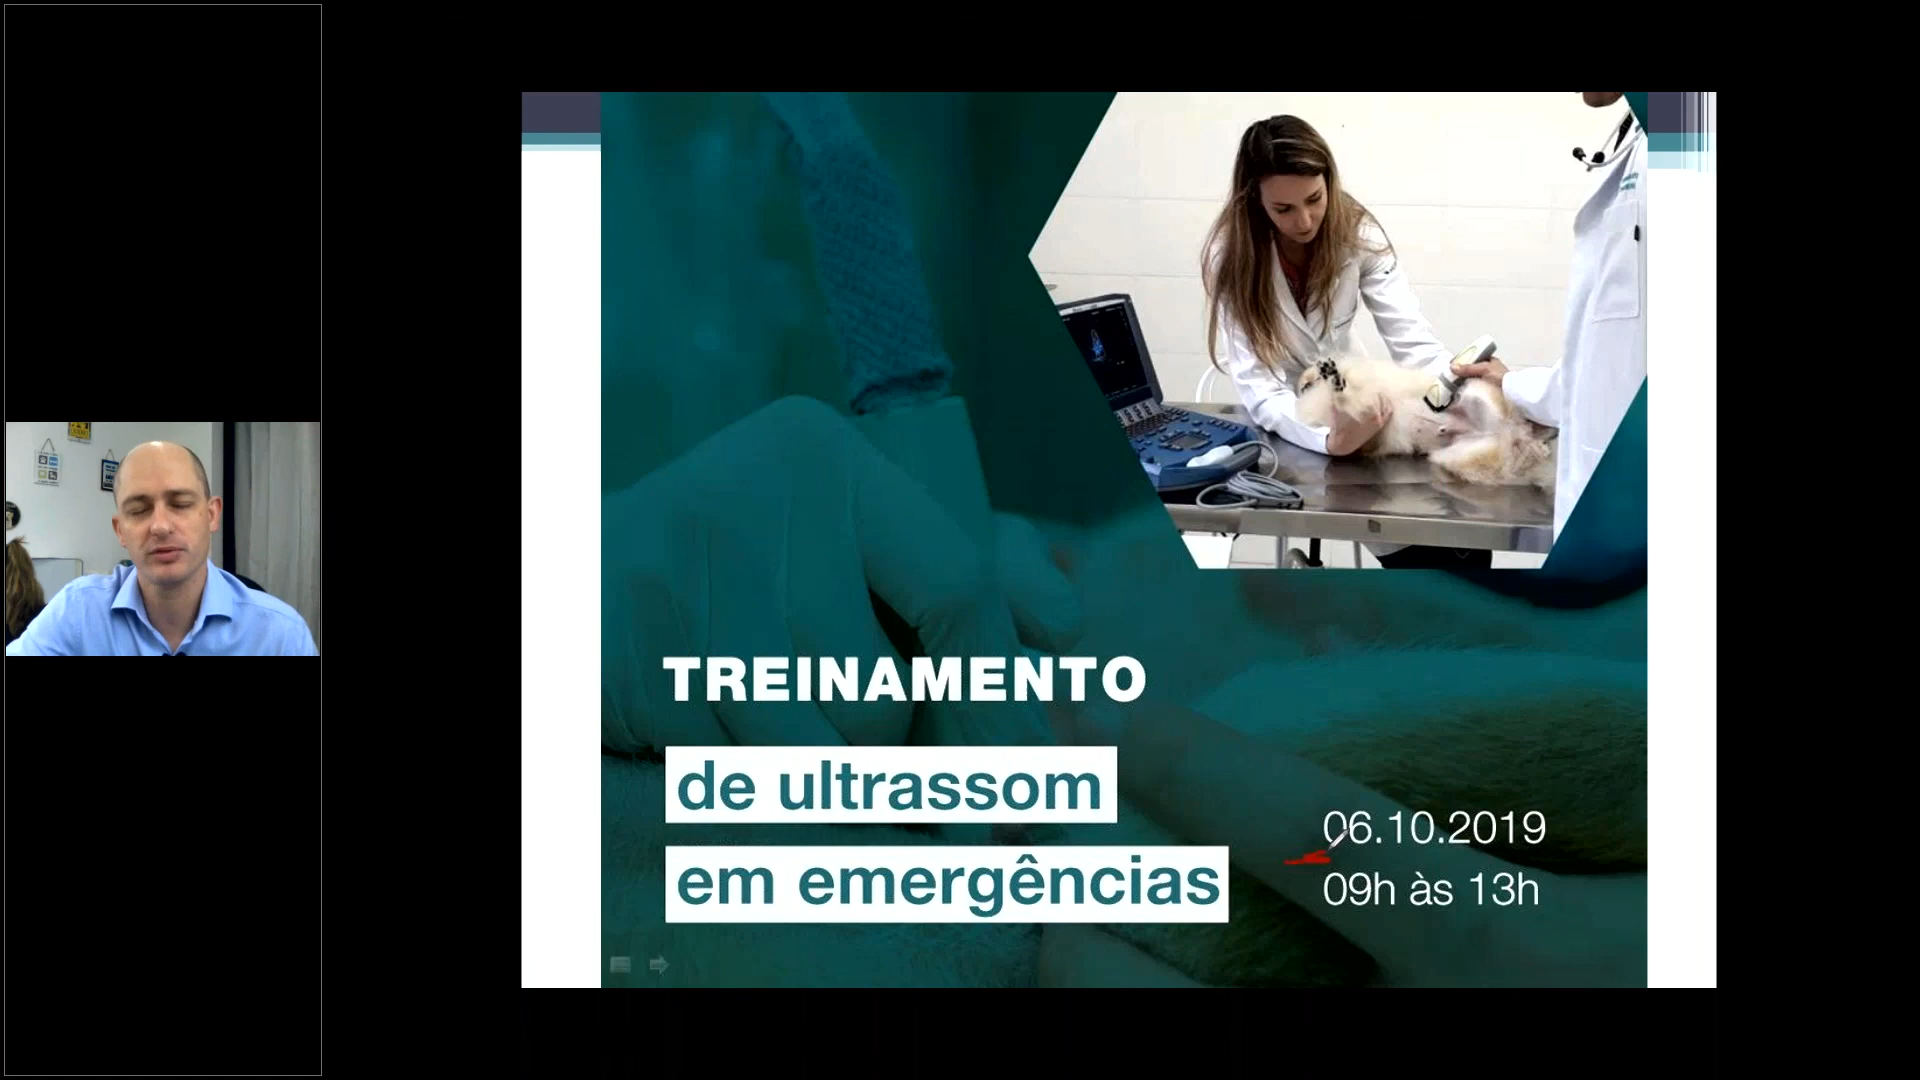 TREINAMENTO
de ultrassom
em emergências
06.10.2019
09h às 13h